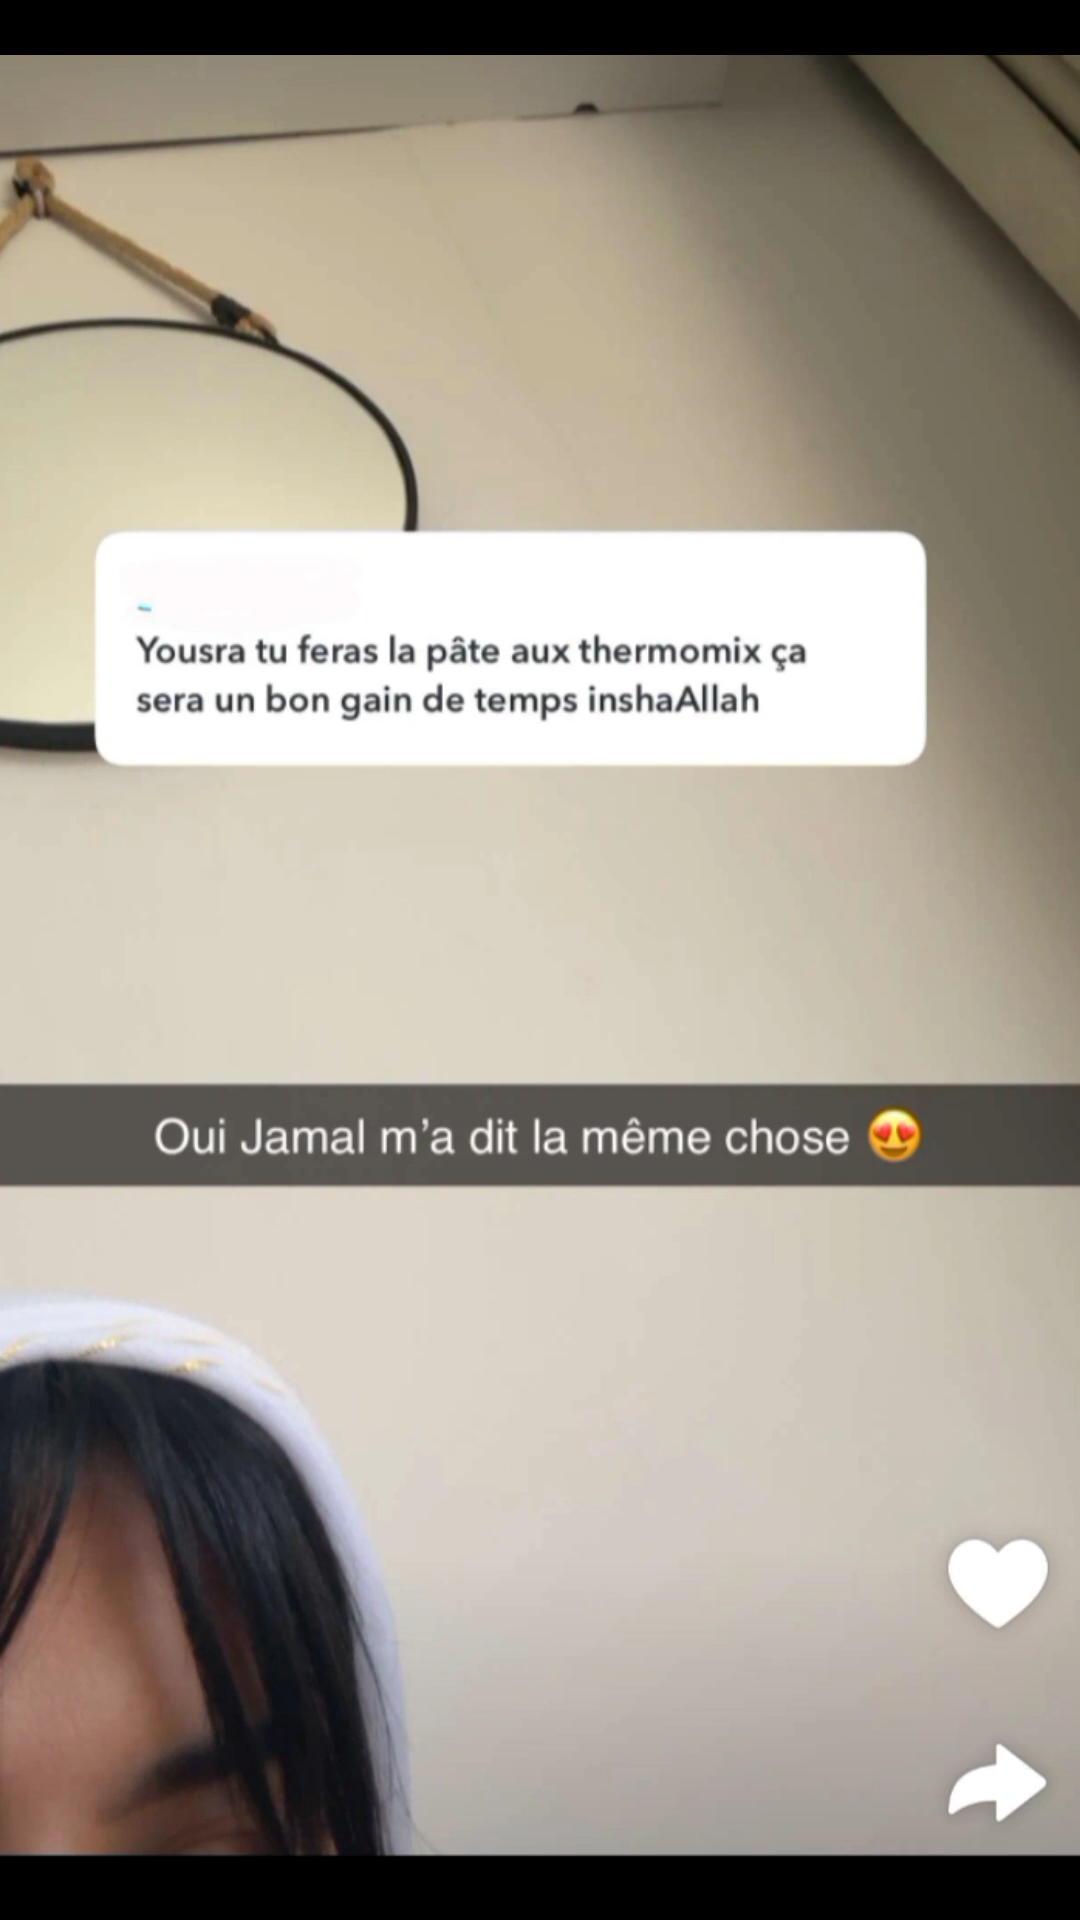 Yousra tu feras la pâte aux thermomix ça
sera un bon gain de temps inshaAllah
Oui Jamal m’a dit la même chose 😍